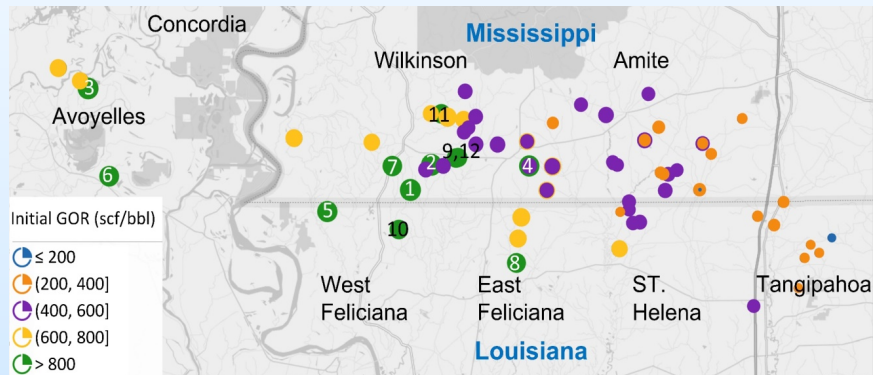 Concordia
Mississippi
Wilkinson
Amite
3
Avoyelles
11
9,12
2
7
4
6
1
5
10
8
Initial GOR (scf/bbl)
≤ 200
(200, 400]
(400, 600]
(600, 800]
> 800
West
Feliciana
East
Feliciana
ST.
Helena
Tangipahoa
Louisiana